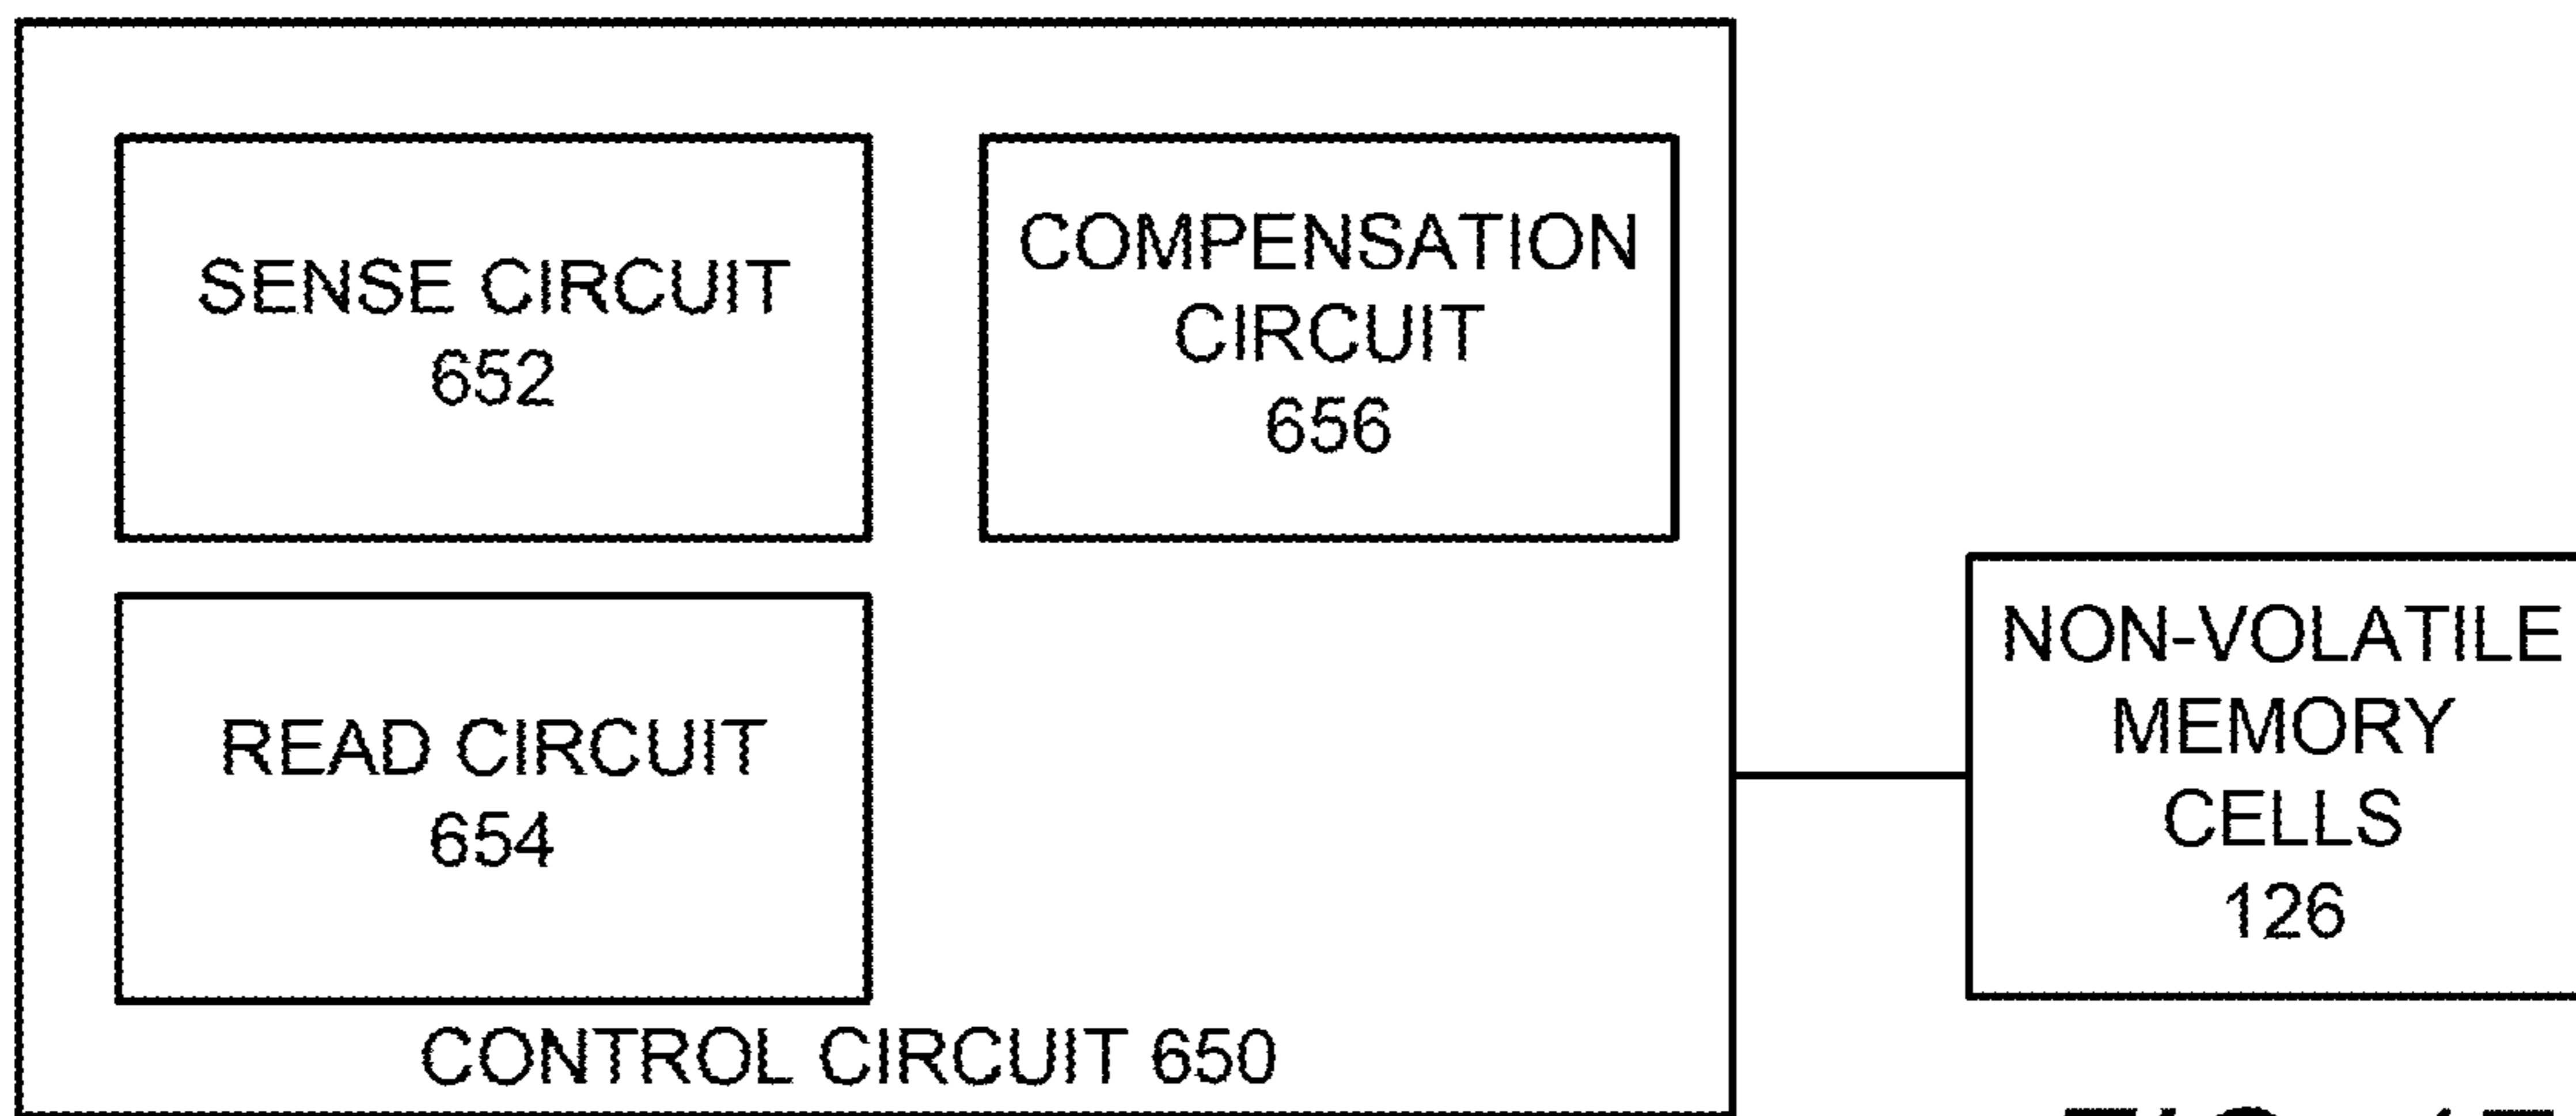 SENSE CIRCUIT
652
COMPENSATION
CIRCUIT
656
READ CIRCUIT
654
CONTROL CIRCUIT 650
NON-VOLATILE
MEMORY
CELLS
126